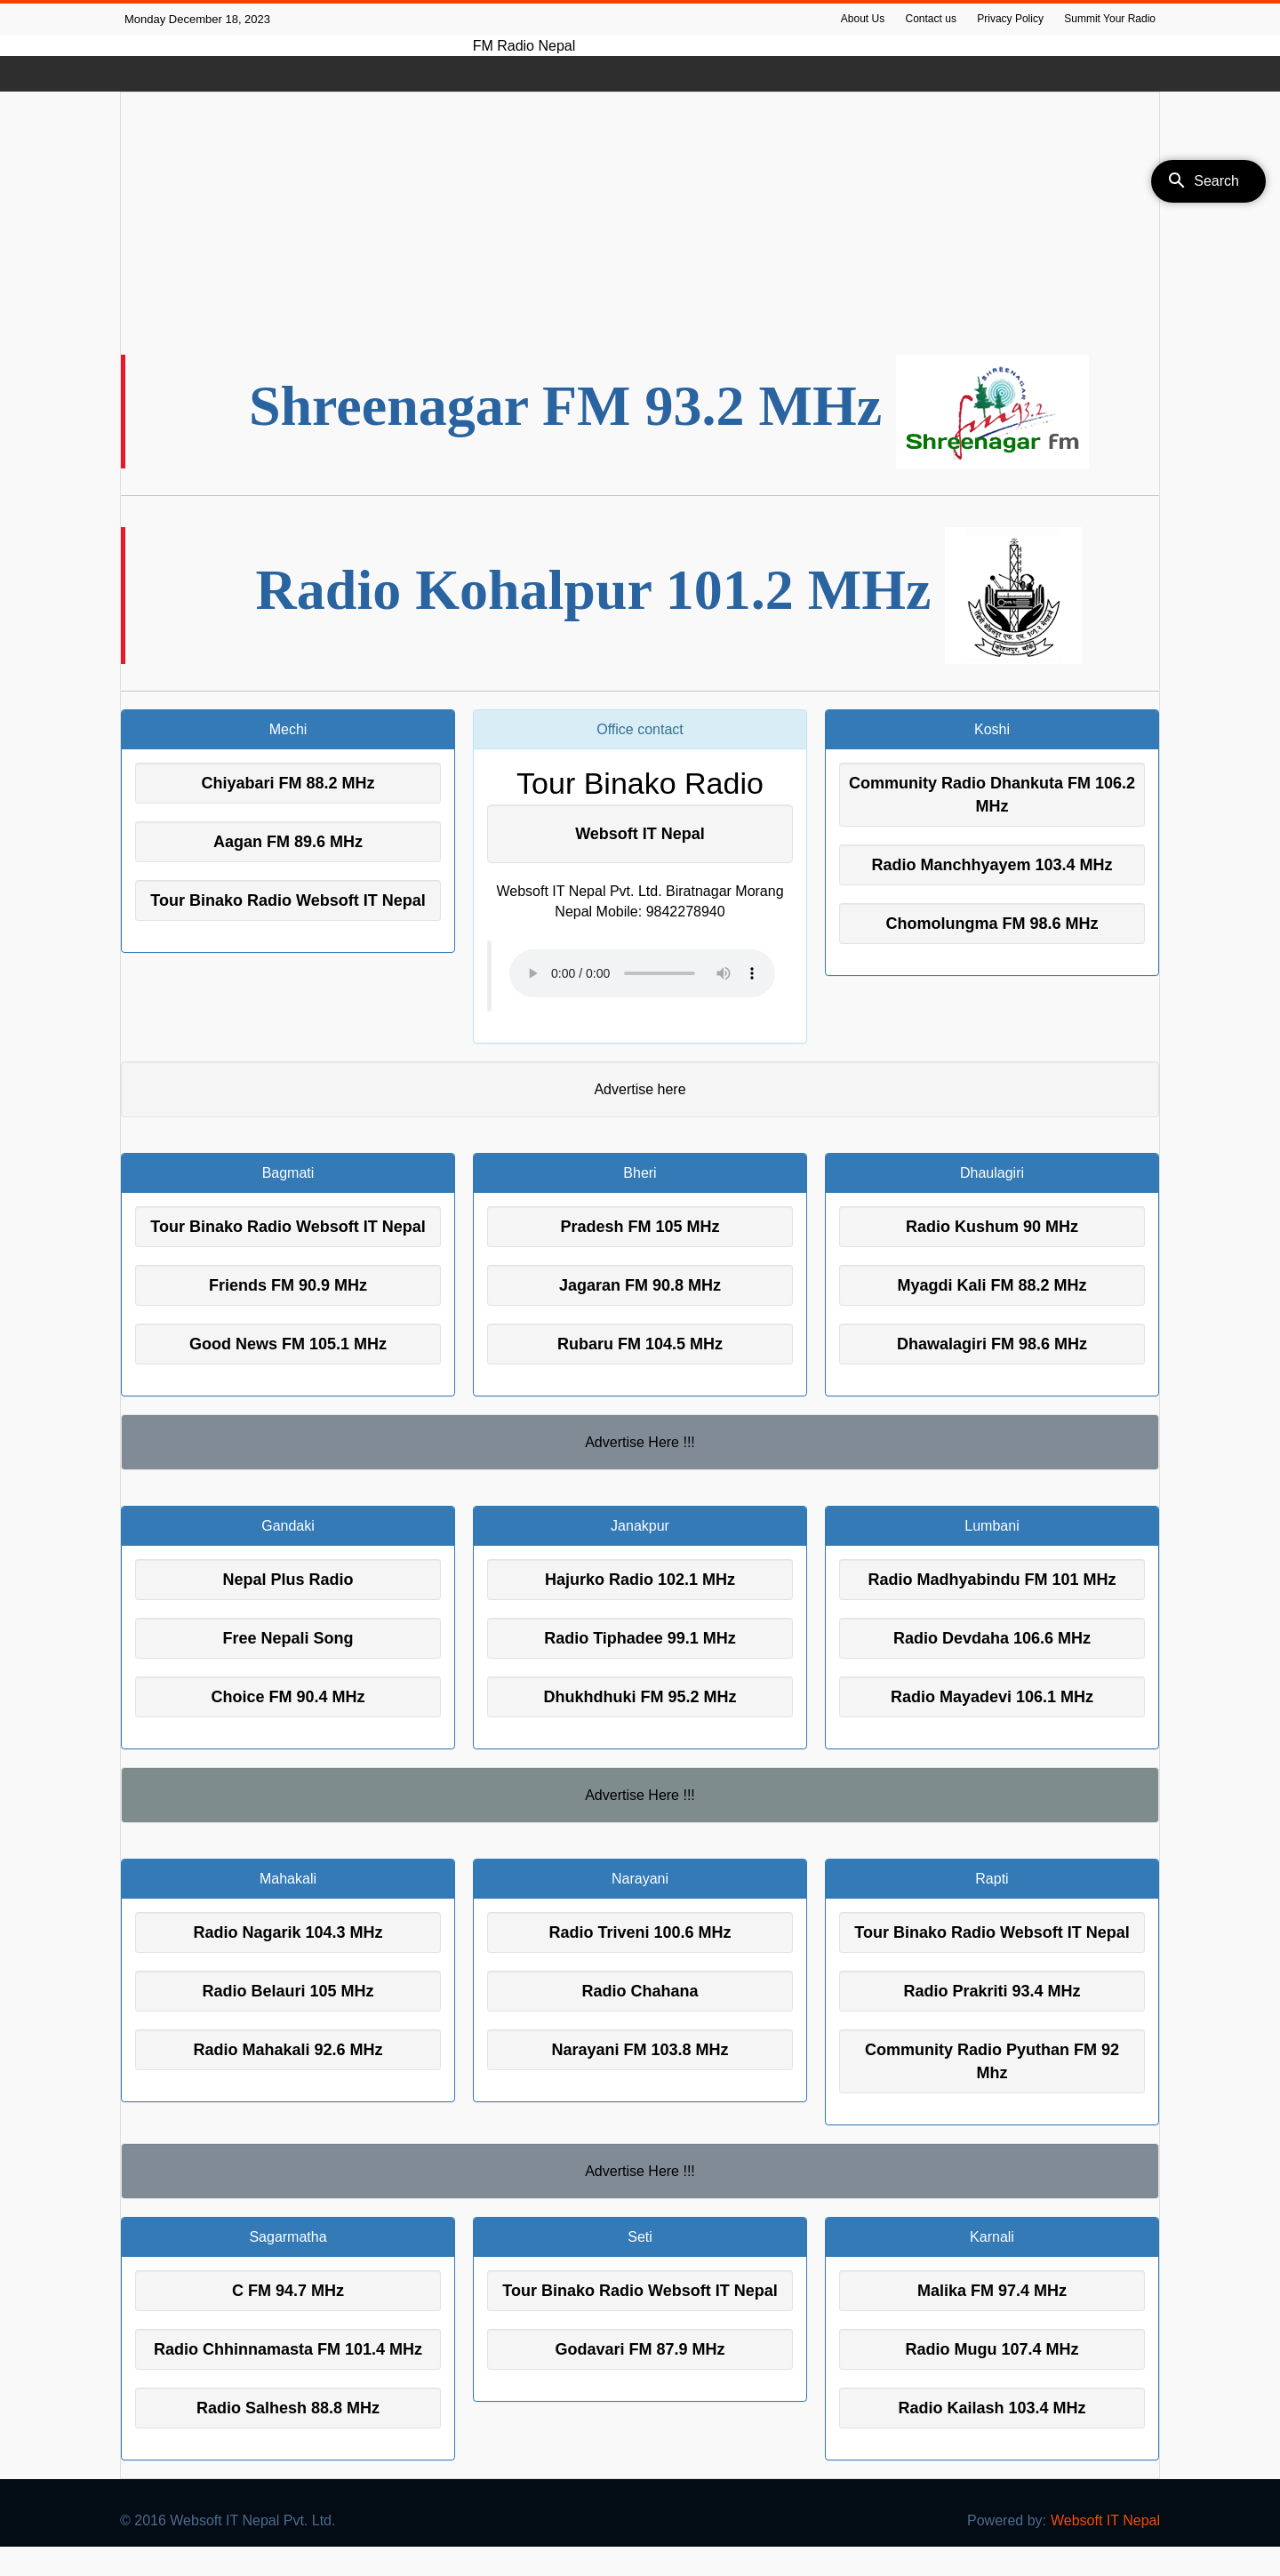 Monday December 18, 2023
About Us Contact us Privacy Policy Summit Your Radio
FM Radio Nepal
Search
Shreenagar FM 93.2 MHz
SHREENAGAR
fm 93.2
Shreenagar fm
Radio Kohalpur 101.2 MHz
कोहलपुर, बाँके
Mechi
Chiyabari FM 88.2 MHz
Aagan FM 89.6 MHz
Tour Binako Radio Websoft IT Nepal
Office contact
Tour Binako Radio
Websoft IT Nepal
Websoft IT Nepal Pvt. Ltd. Biratnagar Morang
Nepal Mobile: 9842278940
0:00 / 0:00
Koshi
Community Radio Dhankuta FM 106.2
MHz
Radio Manchhyayem 103.4 MHz
Chomolungma FM 98.6 MHz
Advertise here
Bagmati
Tour Binako Radio Websoft IT Nepal
Friends FM 90.9 MHz
Good News FM 105.1 MHz
Bheri
Pradesh FM 105 MHz
Jagaran FM 90.8 MHz
Rubaru FM 104.5 MHz
Dhaulagiri
Radio Kushum 90 MHz
Myagdi Kali FM 88.2 MHz
Dhawalagiri FM 98.6 MHz
Advertise Here !!!
Gandaki
Nepal Plus Radio
Free Nepali Song
Choice FM 90.4 MHz
Janakpur
Hajurko Radio 102.1 MHz
Radio Tiphadee 99.1 MHz
Dhukhdhuki FM 95.2 MHz
Lumbani
Radio Madhyabindu FM 101 MHz
Radio Devdaha 106.6 MHz
Radio Mayadevi 106.1 MHz
Advertise Here !!!
Mahakali
Radio Nagarik 104.3 MHz
Radio Belauri 105 MHz
Radio Mahakali 92.6 MHz
Narayani
Radio Triveni 100.6 MHz
Radio Chahana
Narayani FM 103.8 MHz
Rapti
Tour Binako Radio Websoft IT Nepal
Radio Prakriti 93.4 MHz
Community Radio Pyuthan FM 92
Mhz
Advertise Here !!!
Sagarmatha
C FM 94.7 MHz
Radio Chhinnamasta FM 101.4 MHz
Radio Salhesh 88.8 MHz
Seti
Tour Binako Radio Websoft IT Nepal
Godavari FM 87.9 MHz
Karnali
Malika FM 97.4 MHz
Radio Mugu 107.4 MHz
Radio Kailash 103.4 MHz
© 2016 Websoft IT Nepal Pvt. Ltd.
Powered by: Websoft IT Nepal